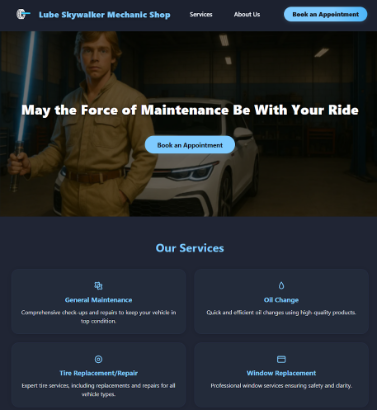 Lube Skywalker Mechanic Shop
Services
About Us
Book an Appointment
May the Force of Maintenance Be With Your Ride
Book an Appointment
Our Services
General Maintenance
Comprehensive check-ups and repairs to keep your vehicle in
top condition.
Oil Change
Quick and efficient oil changes using high-quality products.
Tire Replacement/Repair
Expert tire services, including replacements and repairs for all
vehicle types.
Window Replacement
Professional window services ensuring safety and clarity.